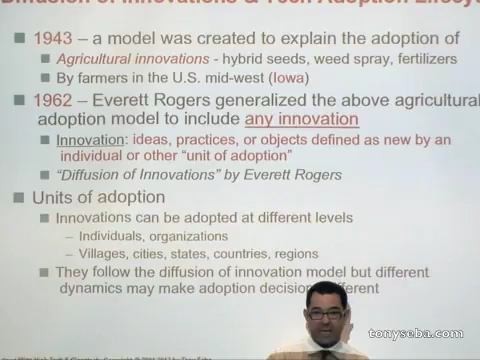 Diffusion of Innovations & Tech Adoption Lifecy
1943 – a model was created to explain the adoption of
Agricultural innovations - hybrid seeds, weed spray, fertilizers
By farmers in the U.S. mid-west (Iowa)
1962 – Everett Rogers generalized the above agricultural
adoption model to include any innovation
Innovation: ideas, practices, or objects defined as new by an
individual or other "unit of adoption"
"Diffusion of Innovations" by Everett Rogers
Units of adoption
Innovations can be adopted at different levels
– Individuals, organizations
– Villages, cities, states, countries, regions
They follow the diffusion of innovation model but different
dynamics may make adoption decision different
tonyseba.com